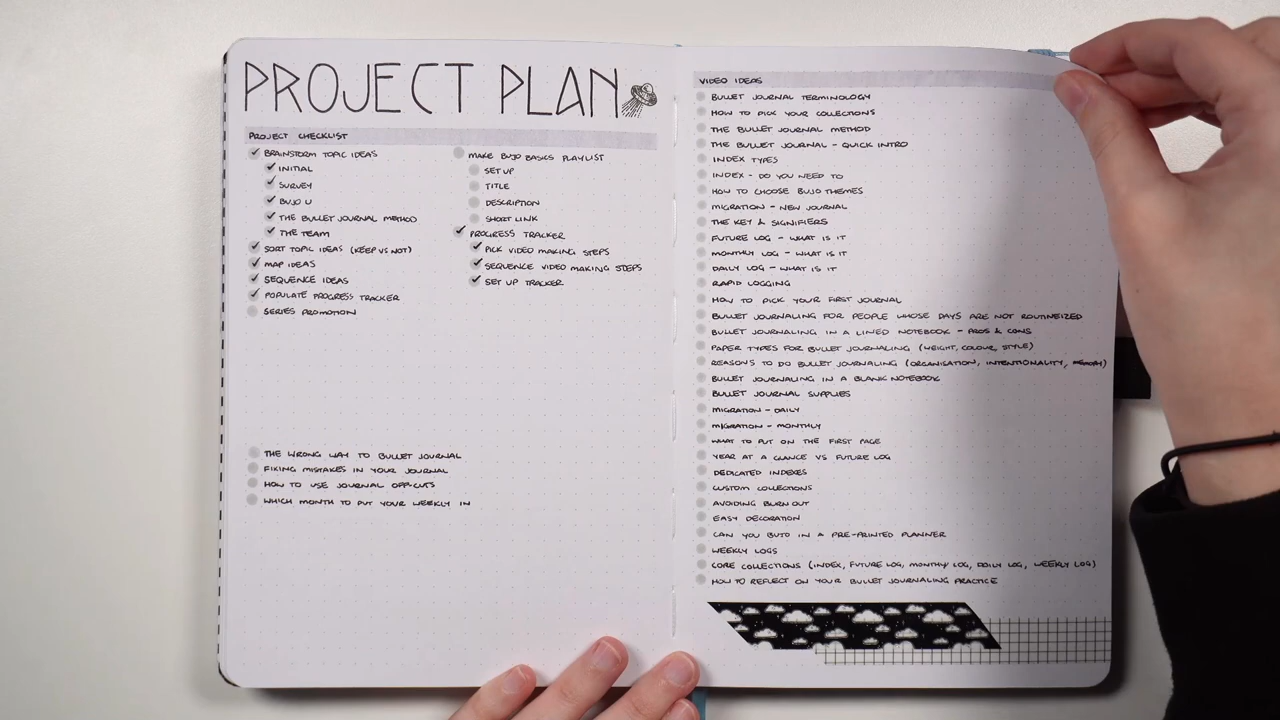 PROJECT PLAN
PROJECT CHECKLIST
BRAINSTORM TOPIC IDEAS
INITIAL
SURVEY
BUJO U
THE BULLET JOURNAL METHOD
THE TEAM
SORT TOPIC IDEAS (KEEP VS NOT)
MAP IDEAS
SEQUENCE IDEAS
POPULATE PROGRESS TRACKER
SERIES PROMOTION
MAKE BUJO BASICS PLAYLIST
SET UP
TITLE
DESCRIPTION
SHORT LINK
PROGRESS TRACKER
PICK VIDEO MAKING STEPS
SEQUENCE VIDEO MAKING STEPS
SET UP TRACKER
THE WRONG WAY TO BULLET JOURNAL
FIXING MISTAKES IN YOUR JOURNAL
HOW TO USE JOURNAL OFF-CUTS
WHICH MONTH TO PUT YOUR WEEKLY IN
VIDEO IDEAS
BULLET JOURNAL TERMINOLOGY
HOW TO PICK YOUR COLLECTIONS
THE BULLET JOURNAL METHOD
THE BULLET JOURNAL - QUICK INTRO
INDEX TYPES
INDEX - DO YOU NEED TO
HOW TO CHOOSE BUJO THEMES
MIGRATION - NEW JOURNAL
THE KEY & SIGNIFIERS
FUTURE LOG - WHAT IS IT
MONTHLY LOG - WHAT IS IT
DAILY LOG - WHAT IS IT
RAPID LOGGING
HOW TO PICK YOUR FIRST JOURNAL
BULLET JOURNALING FOR PEOPLE WHOSE DAYS ARE NOT ROUTINEIZED
BULLET JOURNALING IN A LINED NOTEBOOK - PROS & CONS
PAPER TYPES FOR BULLET JOURNALING (WEIGHT, COLOUR, STYLE)
REASONS TO DO BULLET JOURNALING (ORGANISATION, INTENTIONALITY, MEMORY)
BULLET JOURNALING IN A BLANK NOTEBOOK
BULLET JOURNAL SUPPLIES
MIGRATION - DAILY
MIGRATION - MONTHLY
WHAT TO PUT ON THE FIRST PAGE
YEAR AT A GLANCE VS FUTURE LOG
DEDICATED INDEXES
CUSTOM COLLECTIONS
AVOIDING BURN OUT
EASY DECORATION
CAN YOU BUJO IN A PRE-PRINTED PLANNER
WEEKLY LOGS
CORE COLLECTIONS (INDEX, FUTURE LOG, MONTHLY LOG, DAILY LOG, WEEKLY LOG)
HOW TO REFLECT ON YOUR BULLET JOURNALING PRACTICE